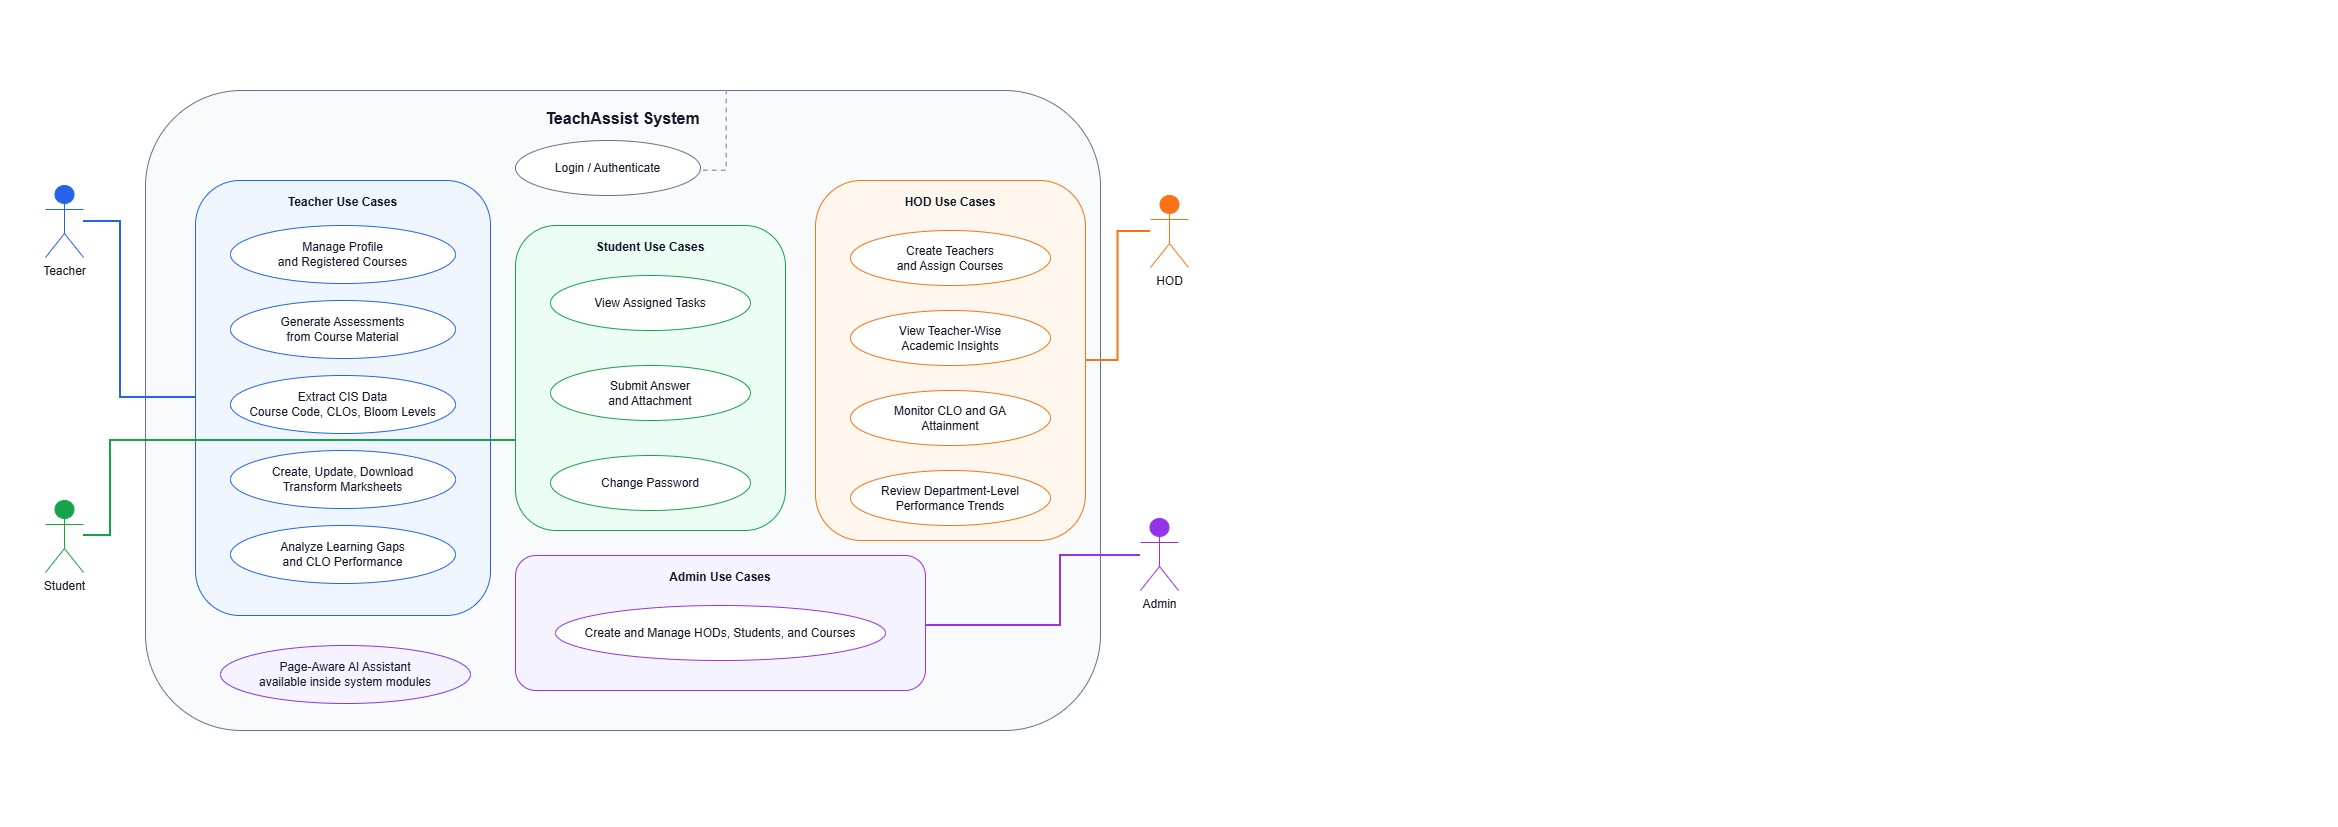 TeachAssist System
Login / Authenticate
Teacher
Student
Teacher Use Cases
Manage Profile
and Registered Courses
Generate Assessments
from Course Material
Extract CIS Data
Course Code, CLOs, Bloom Levels
Create, Update, Download
Transform Marksheets
Analyze Learning Gaps
and CLO Performance
Page-Aware AI Assistant
available inside system modules
Student Use Cases
View Assigned Tasks
Submit Answer
and Attachment
Change Password
Admin Use Cases
Create and Manage HODs, Students, and Courses
HOD Use Cases
Create Teachers
and Assign Courses
View Teacher-Wise
Academic Insights
Monitor CLO and GA
Attainment
Review Department-Level
Performance Trends
HOD
Admin